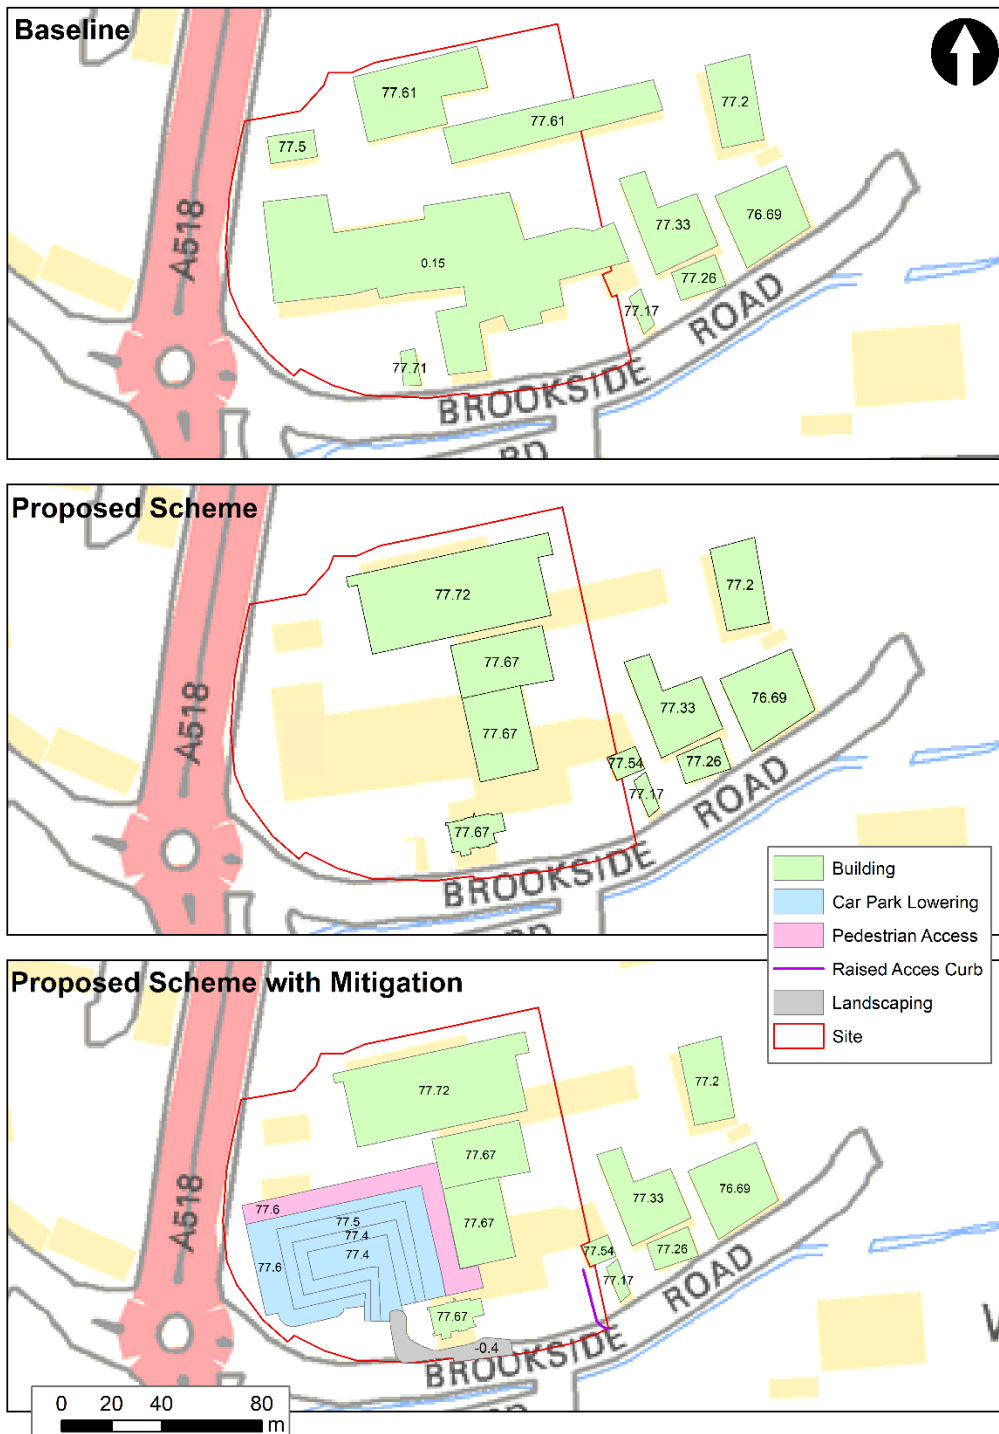 Baseline
77.61
77.2
77.61
77.5
A518
77.33
76.69
0.15
77.26
77.17
ROAD
77.71
BROOKSIDE
RD
Proposed Scheme
77.72
77.2
77.67
A518
77.33
76.69
77.67
77.54
77.26
77.17
ROAD
77.67
BROOKSIDE
Building
Car Park Lowering
Pedestrian Access
Raised Acces Curb
Landscaping
Site
Proposed Scheme with Mitigation
77.72
77.2
77.67
A518
77.33
76.69
77.6
77.5
77.67
77.4
77.4
77.54
77.26
77.6
77.17
ROAD
77.67
-0.4
BROOKSIDE
0 20 40 80
m